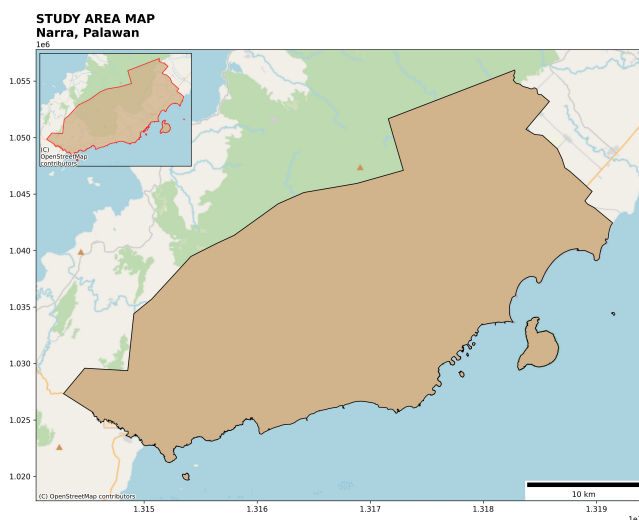 STUDY AREA MAP
Narra, Palawan
1e6
1.055
1.050
1.045
1.040
1.035
1.030
1.025
1.020
(C)
OpenStreetMap
contributors
(C) OpenStreetMap contributors
10 km
1.315
1.316
1.317
1.318
1.319